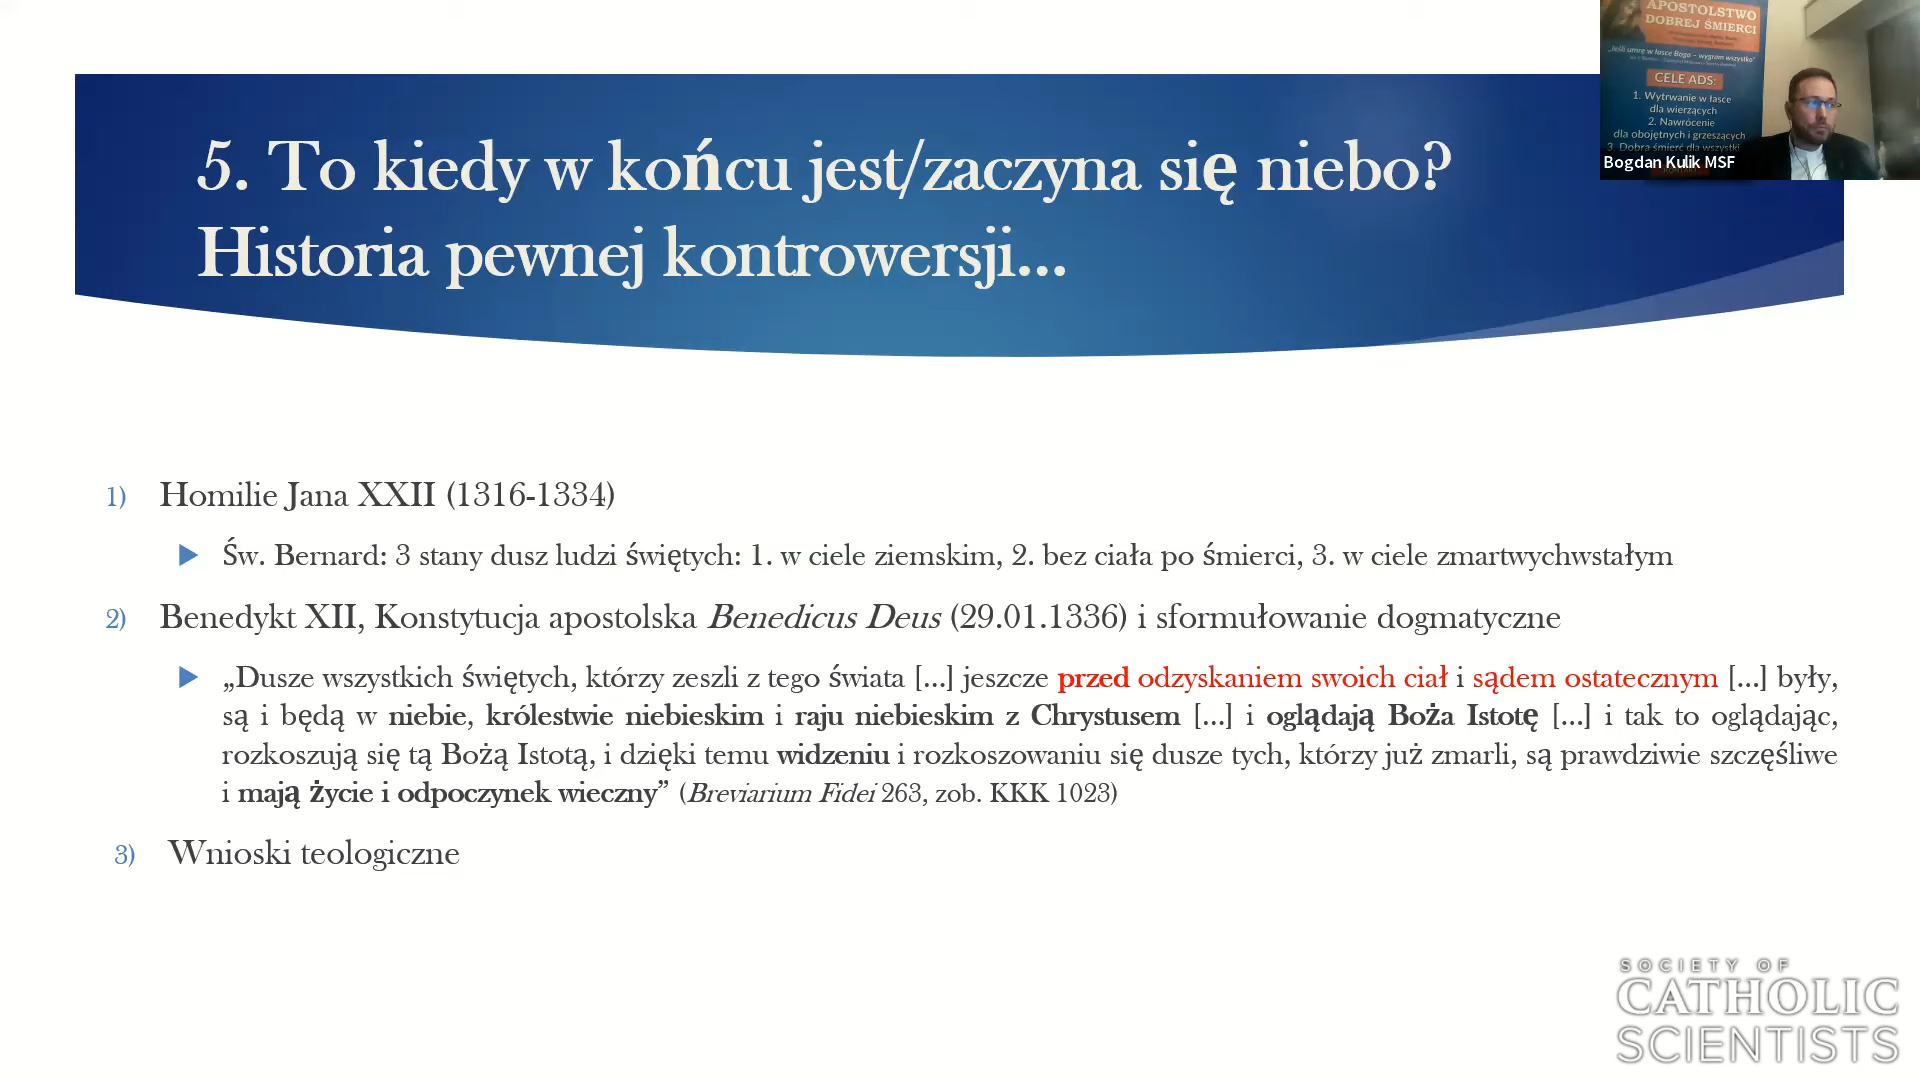 APOSTOLSTWO
DOBREJ ŚMIERCI
„Jeśli umrę w łasce Boga – wygram wszystko”
CELE ADS:
1. Wytrwanie w łasce
dla wierzących
2. Nawrócenie
dla obojętnych i grzeszących
3. Dobra śmierć dla wszystki
Bogdan Kulik MSF
5. To kiedy w końcu jest/zaczyna się niebo?
Historia pewnej kontrowersji...
1) Homilie Jana XXII (1316-1334)
Św. Bernard: 3 stany dusz ludzi świętych: 1. w ciele ziemskim, 2. bez ciała po śmierci, 3. w ciele zmartwychwstałym
2) Benedykt XII, Konstytucja apostolska Benedicus Deus (29.01.1336) i sformułowanie dogmatyczne
„Dusze wszystkich świętych, którzy zeszli z tego świata [...] jeszcze przed odzyskaniem swoich ciał i sądem ostatecznym [...] były,
są i będą w niebie, królestwie niebieskim i raju niebieskim z Chrystusem [...] i oglądają Boża Istotę [...] i tak to oglądając,
rozkoszują się tą Bożą Istotą, i dzięki temu widzeniu i rozkoszowaniu się dusze tych, którzy już zmarli, są prawdziwie szczęśliwe
i mają życie i odpoczynek wieczny” (Breviarium Fidei 263, zob. KKK 1023)
3) Wnioski teologiczne
SOCIETY OF
CATHOLIC
SCIENTISTS